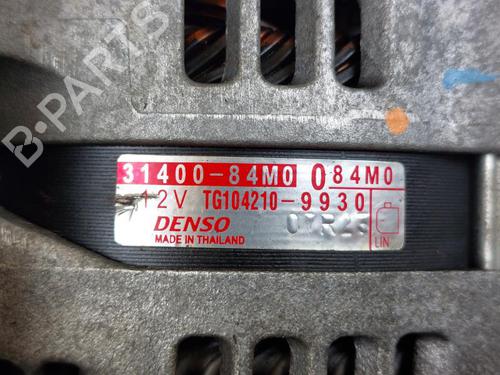 31400-84M0 084M0
12V TG104210-9930
DENSO
MADE IN THAILAND
LIN
B-PARTS